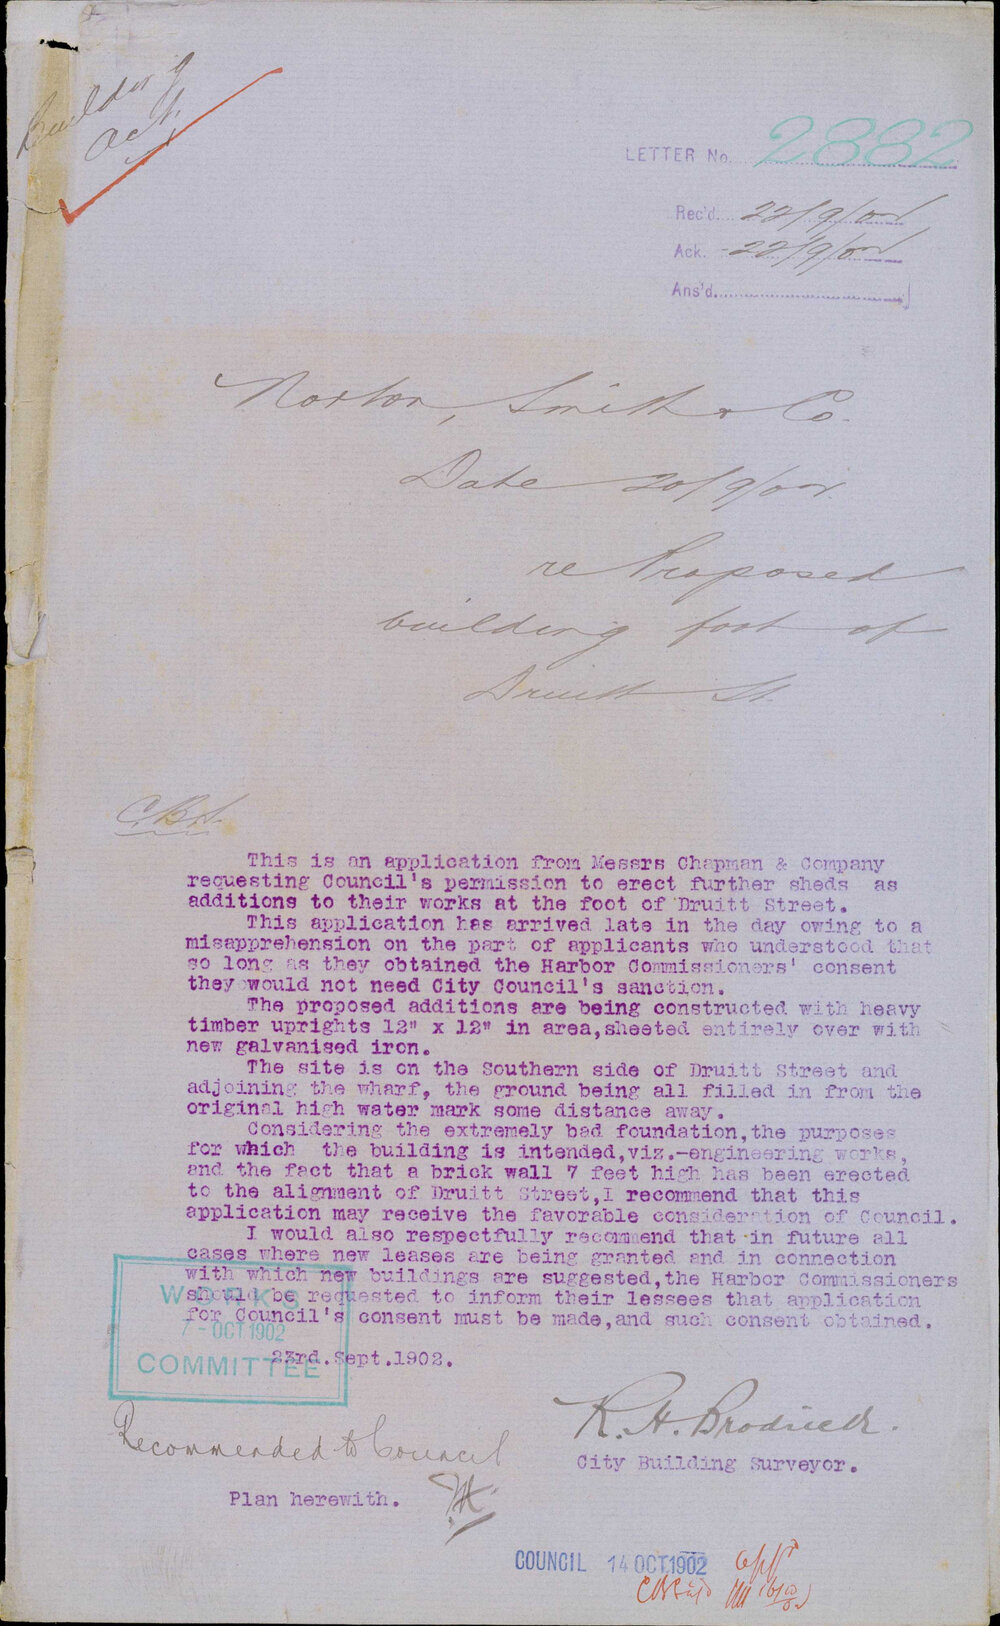 Building
Act
LETTER No. 2882
Rec'd. 22/9/02
Ack. 22/9/02
Ans'd.
Norton, Smith & Co.
Date 20/9/02.
re Proposed
building foot of
Druitt St.
C.B.S.
This is an application from Messrs Chapman & Company
requesting Council's permission to erect further sheds as
additions to their works at the foot of Druitt Street.
This application has arrived late in the day owing to a
misapprehension on the part of applicants who understood that
so long as they obtained the Harbor Commissioners' consent
they would not need City Council's sanction.
The proposed additions are being constructed with heavy
timber uprights 12" x 12" in area,sheeted entirely over with
new galvanised iron.
The site is on the Southern side of Druitt Street and
adjoining the wharf, the ground being all filled in from the
original high water mark some distance away.
Considering the extremely bad foundation,the purposes
for which the building is intended,viz.-engineering works,
and the fact that a brick wall 7 feet high has been erected
to the alignment of Druitt Street,I recommend that this
application may receive the favorable consideration of Council.
I would also respectfully recommend that in future all
cases where new leases are being granted and in connection
with which new buildings are suggested,the Harbor Commissioners
should be requested to inform their lessees that application
for Council's consent must be made,and such consent obtained.
23rd.Sept.1902.
WORKS
7-OCT 1902
COMMITTEE
R.H. Brodrick.
City Building Surveyor.
Recommended to Council
Plan herewith.
COUNCIL 14 OCT.1902